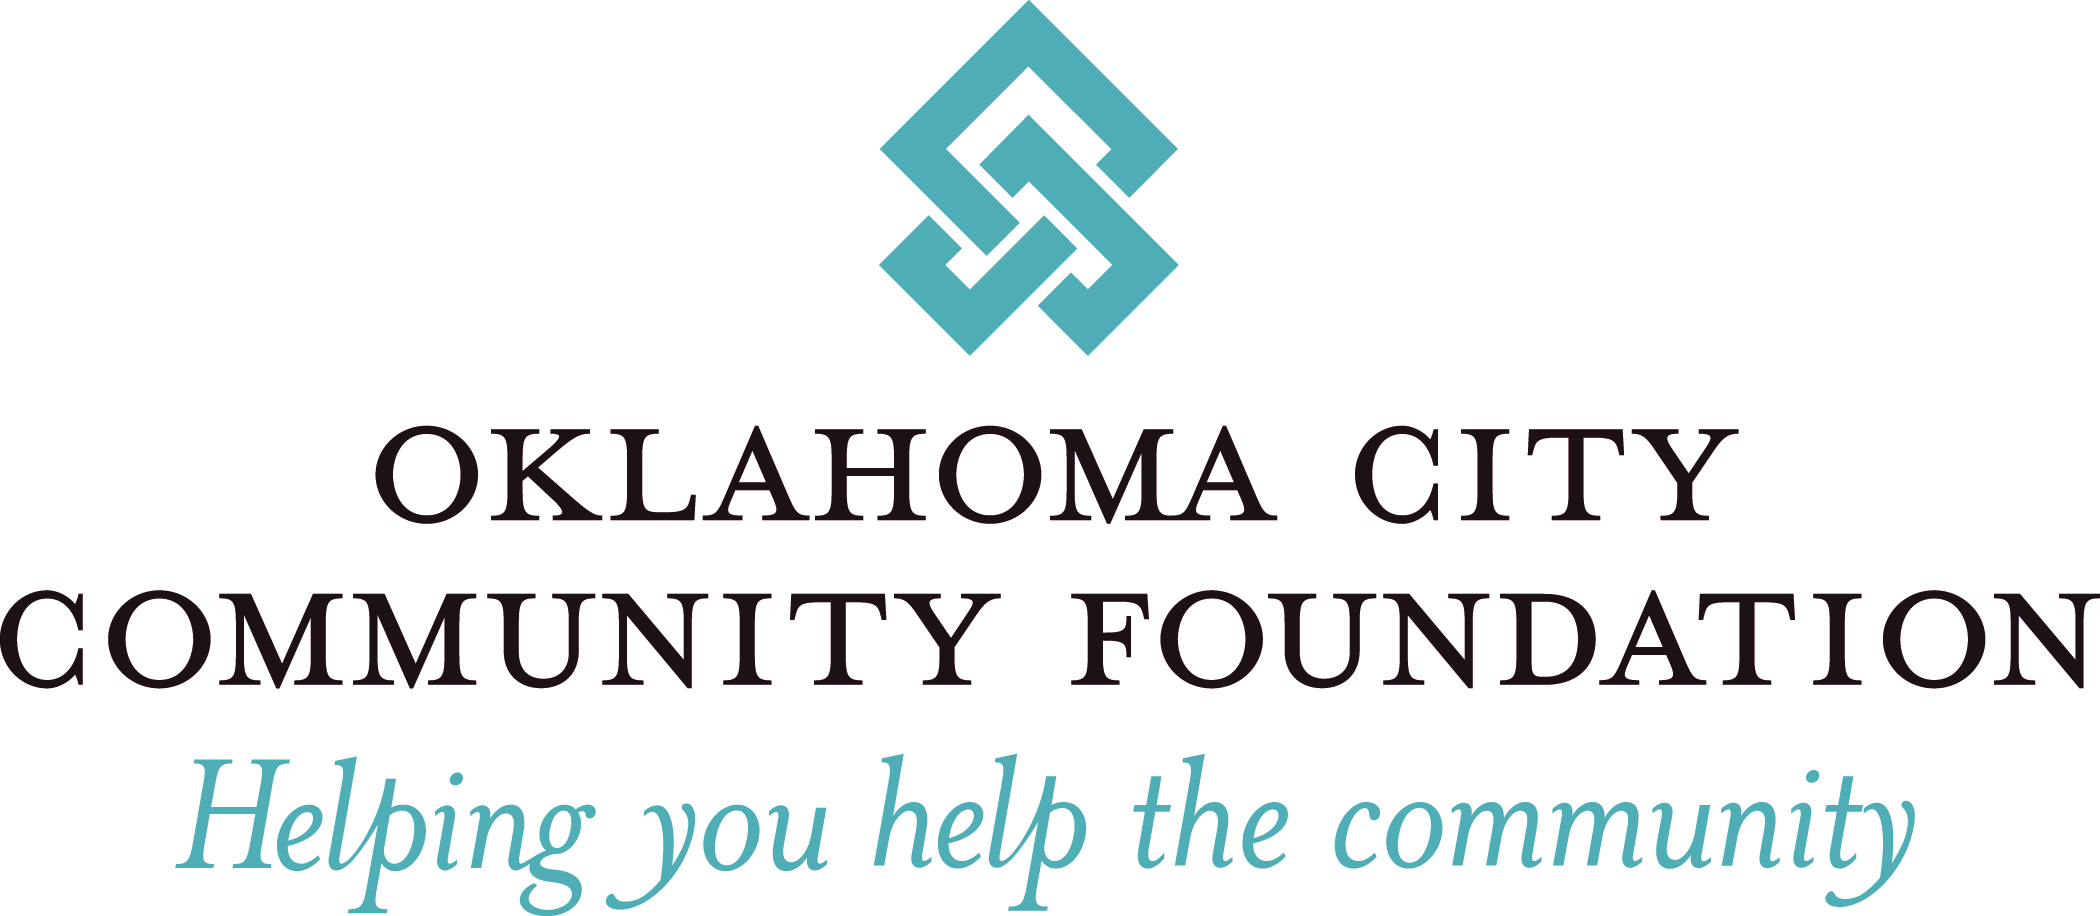 OKLAHOMA CITY
COMMUNITY FOUNDATION
Helping you help the community